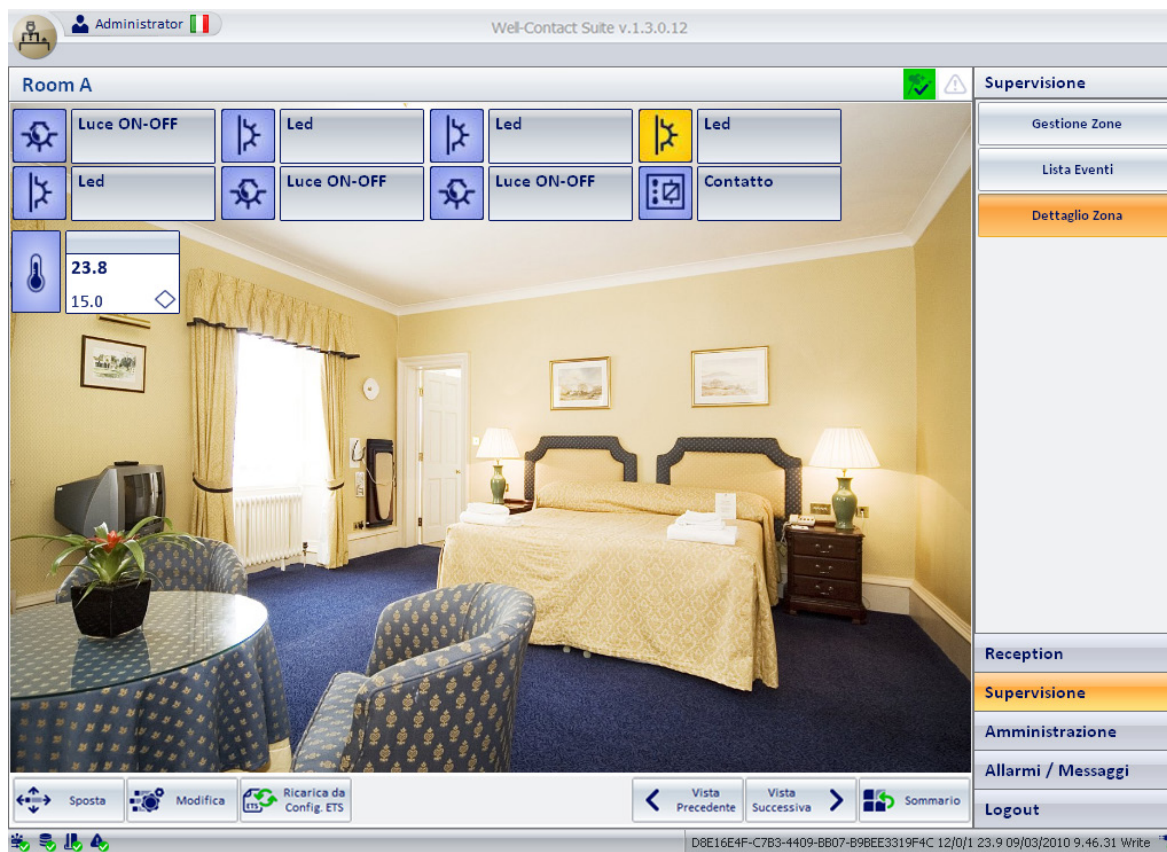 Administrator
Well-Contact Suite v.1.3.0.12
Room A
Supervisione
Luce ON-OFF
Led
Led
Led
Led
Luce ON-OFF
Luce ON-OFF
Contatto
23.8
15.0
Gestione Zone
Lista Eventi
Dettaglio Zona
Reception
Supervisione
Amministrazione
Allarmi / Messaggi
Logout
Sposta
Modifica
ETS
Ricarica da
Config. ETS
Vista
Precedente
Vista
Successiva
Sommario
D8E16E4F-C7B3-4409-BB07-B9BEE3319F4C 12/0/1 23.9 09/03/2010 9.46.31 Write